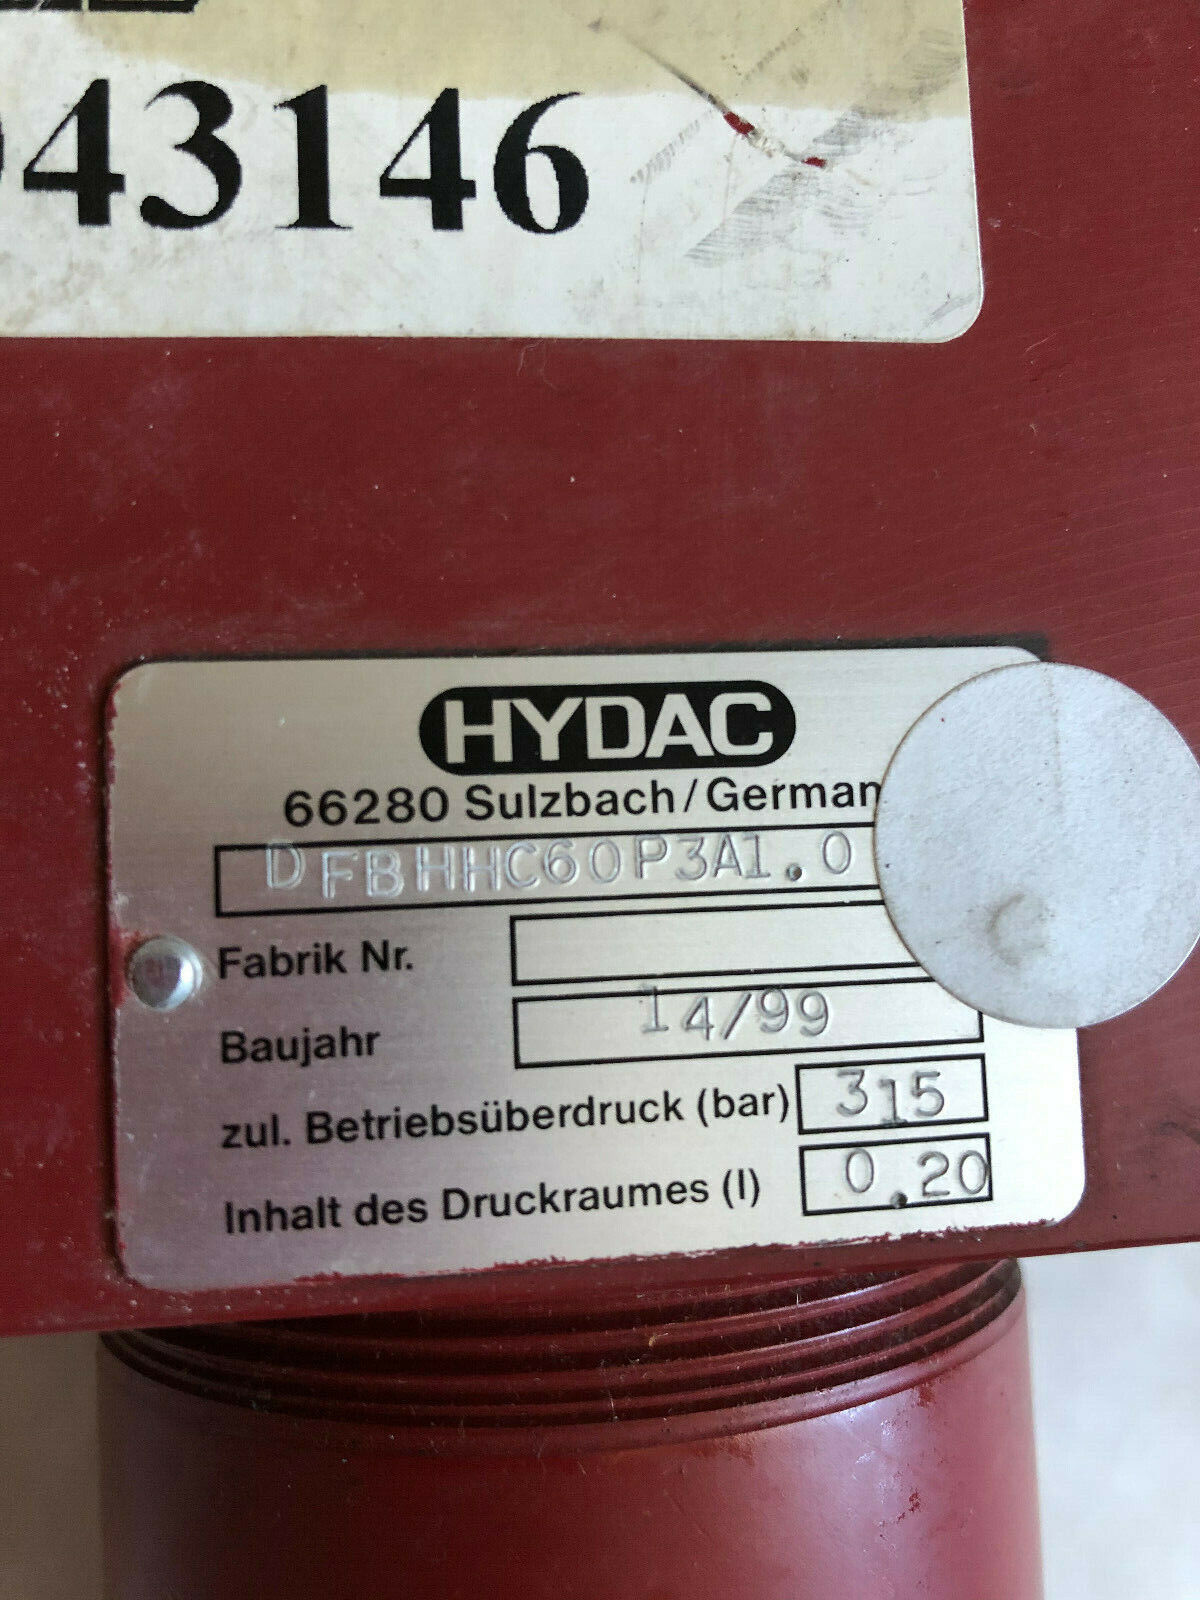 43146
HYDAC
66280 Sulzbach/German
DFBHHC60P3A1.0
Fabrik Nr.
Baujahr 14/99
zul. Betriebsüberdruck (bar) 315
Inhalt des Druckraumes (l) 0.20